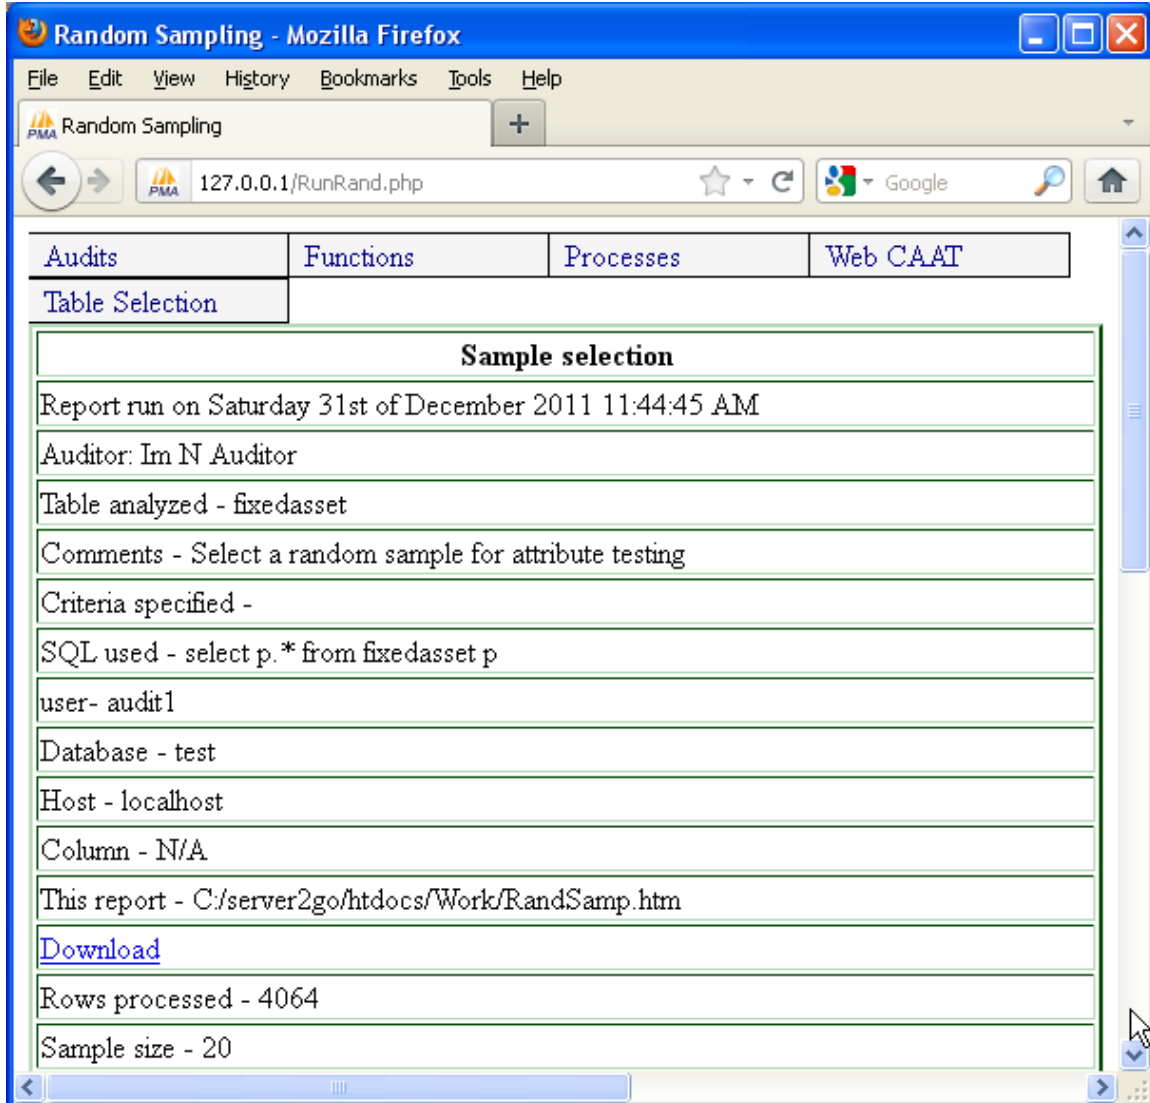 Random Sampling - Mozilla Firefox
File Edit View History Bookmarks Tools Help
PMA Random Sampling +
PMA 127.0.0.1/RunRand.php Google
Audits Functions Processes Web CAAT
Table Selection
Sample selection
Report run on Saturday 31st of December 2011 11:44:45 AM
Auditor: Im N Auditor
Table analyzed - fixedasset
Comments - Select a random sample for attribute testing
Criteria specified -
SQL used - select p.* from fixedasset p
user- audit1
Database - test
Host - localhost
Column - N/A
This report - C:/server2go/htdocs/Work/RandSamp.htm
Download
Rows processed - 4064
Sample size - 20